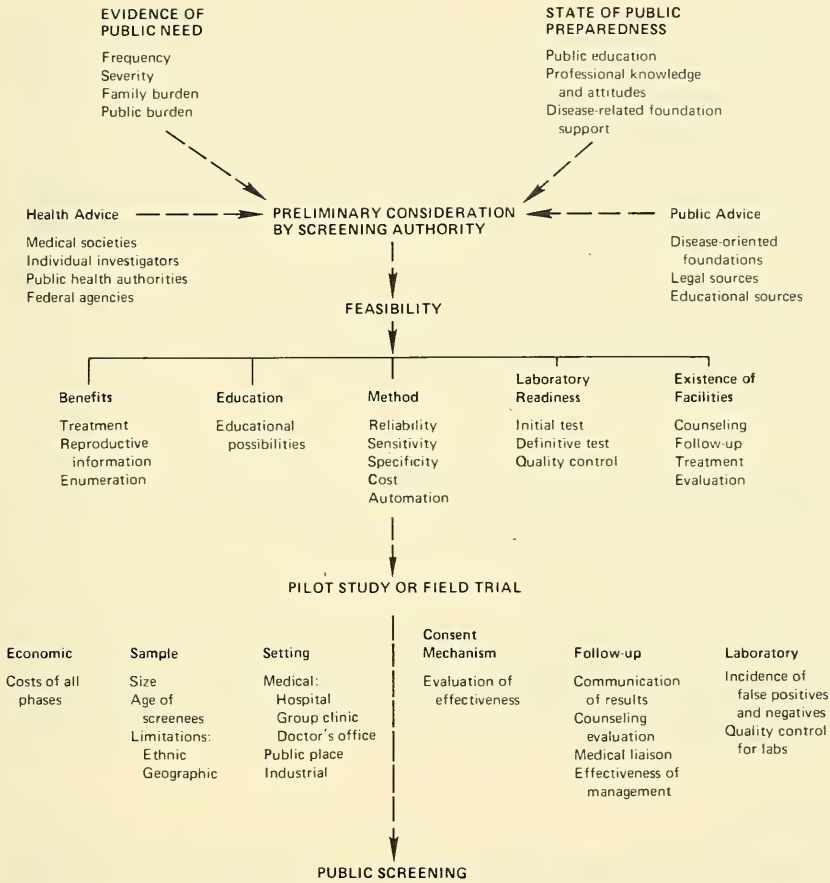 EVIDENCE OF
PUBLIC NEED
Frequency
Severity
Family burden
Public burden
STATE OF PUBLIC
PREPAREDNESS
Public education
Professional knowledge
and attitudes
Disease-related foundation
support
Health Advice
Medical societies
Individual investigators
Public health authorities
Federal agencies
PRELIMINARY CONSIDERATION
BY SCREENING AUTHORITY
Public Advice
Disease-oriented
foundations
Legal sources
Educational sources
FEASIBILITY
Benefits
Treatment
Reproductive
information
Enumeration
Education
Educational
possibilities
Method
Reliability
Sensitivity
Specificity
Cost
Automation
Laboratory
Readiness
Initial test
Definitive test
Quality control
Existence of
Facilities
Counseling
Follow-up
Treatment
Evaluation
PILOT STUDY OR FIELD TRIAL
Economic
Costs of all
phases
Sample
Size
Age of
screenees
Limitations:
Ethnic
Geographic
Setting
Medical:
Hospital
Group clinic
Doctor's office
Public place
Industrial
Consent
Mechanism
Evaluation of
effectiveness
Follow-up
Communication
of results
Counseling
evaluation
Medical liaison
Effectiveness of
management
Laboratory
Incidence of
false positives
and negatives
Quality control
for labs
PUBLIC SCREENING